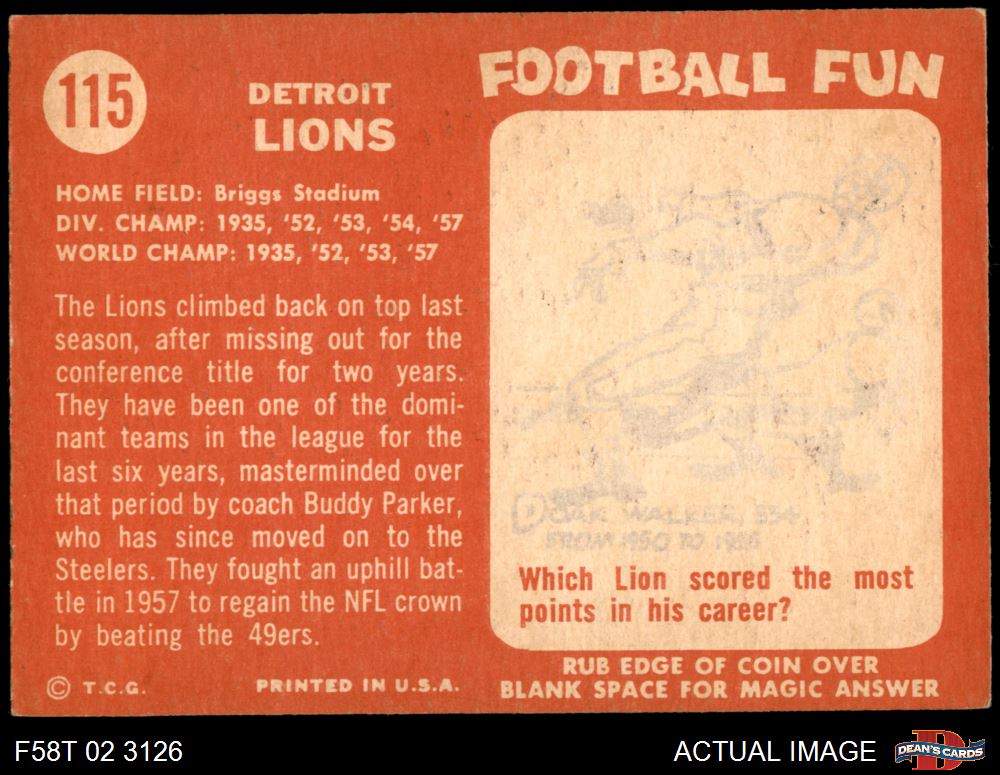 115
DETROIT
LIONS
HOME FIELD: Briggs Stadium
DIV. CHAMP: 1935, '52, '53, '54, '57
WORLD CHAMP: 1935, '52, '53, '57
The Lions climbed back on top last
season, after missing out for the
conference title for two years.
They have been one of the domi-
nant teams in the league for the
last six years, masterminded over
that period by coach Buddy Parker,
who has since moved on to the
Steelers. They fought an uphill bat-
tle in 1957 to regain the NFL crown
by beating the 49ers.
© T.C.G.
PRINTED IN U.S.A.
FOOTBALL FUN
DOAK WALKER, 534
FROM 1950 TO 1955
Which Lion scored the most
points in his career?
RUB EDGE OF COIN OVER
BLANK SPACE FOR MAGIC ANSWER
F58T 02 3126
ACTUAL IMAGE
DEAN'S CARDS